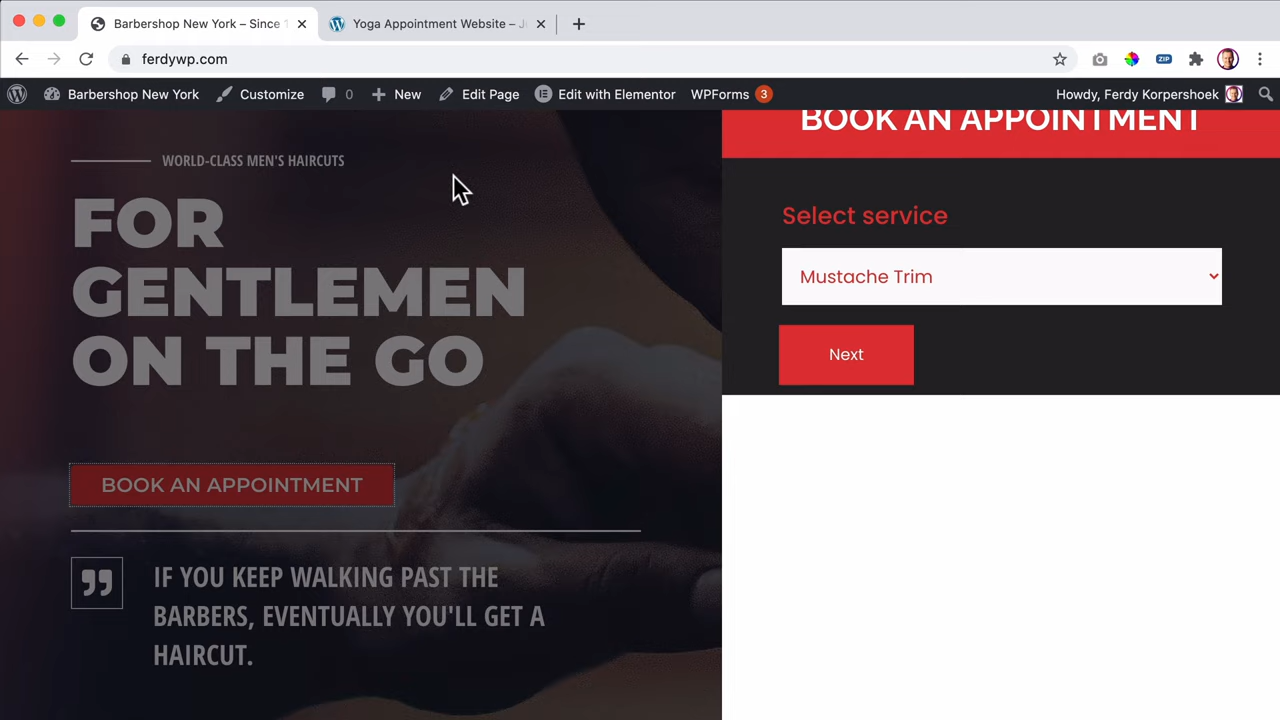 Barbershop New York – Since 1
Yoga Appointment Website – J
ferdywp.com
ZIP
Barbershop New York
Customize
0
New
Edit Page
Edit with Elementor
WPForms 3
Howdy, Ferdy Korpershoek
WORLD-CLASS MEN'S HAIRCUTS
FOR
GENTLEMEN
ON THE GO
BOOK AN APPOINTMENT
IF YOU KEEP WALKING PAST THE
BARBERS, EVENTUALLY YOU'LL GET A
HAIRCUT.
BOOK AN APPOINTMENT
Select service
Mustache Trim
Next